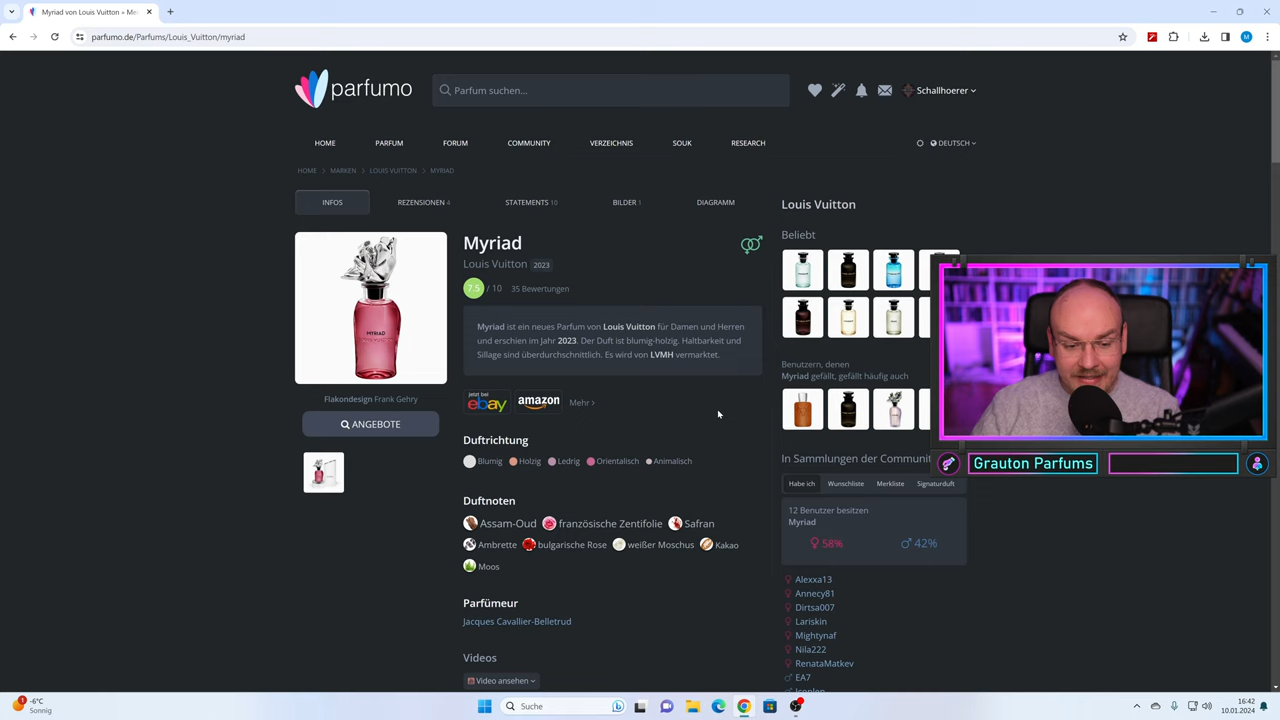 Myriad von Louis Vuitton » Me
parfumo.de/Parfums/Louis_Vuitton/myriad
M
parfumo
Parfum suchen...
Schallhoerer
HOME
PARFUM
FORUM
COMMUNITY
VERZEICHNIS
SOUK
RESEARCH
DEUTSCH
HOME > MARKEN > LOUIS VUITTON > MYRIAD
INFOS
REZENSIONEN 4
STATEMENTS 10
BILDER 1
DIAGRAMM
MYRIAD
Flakondesign Frank Gehry
ANGEBOTE
Myriad
Louis Vuitton 2023
7.5 / 10 35 Bewertungen
Myriad ist ein neues Parfum von Louis Vuitton für Damen und Herren
und erschien im Jahr 2023. Der Duft ist blumig-holzig. Haltbarkeit und
Sillage sind überdurchschnittlich. Es wird von LVMH vermarktet.
jetzt bei
ebay
amazon
Mehr >
Duftrichtung
Blumig Holzig Ledrig Orientalisch Animalisch
Duftnoten
Assam-Oud französische Zentifolie Safran
Ambrette bulgarische Rose weißer Moschus Kakao
Moos
Parfümeur
Jacques Cavallier-Belletrud
Videos
Video ansehen
Louis Vuitton
Beliebt
Benutzern, denen
Myriad gefällt, gefällt häufig auch
In Sammlungen der Communit
Habe ich
Wunschliste
Merkliste
Signaturduft
12 Benutzer besitzen
Myriad
58%
42%
Alexxa13
Annecy81
Dirtsa007
Lariskin
Mightynaf
Nila222
RenataMatkev
EA7
Grauton Parfums
1
-6°C
Sonnig
Suche
16:42
10.01.2024